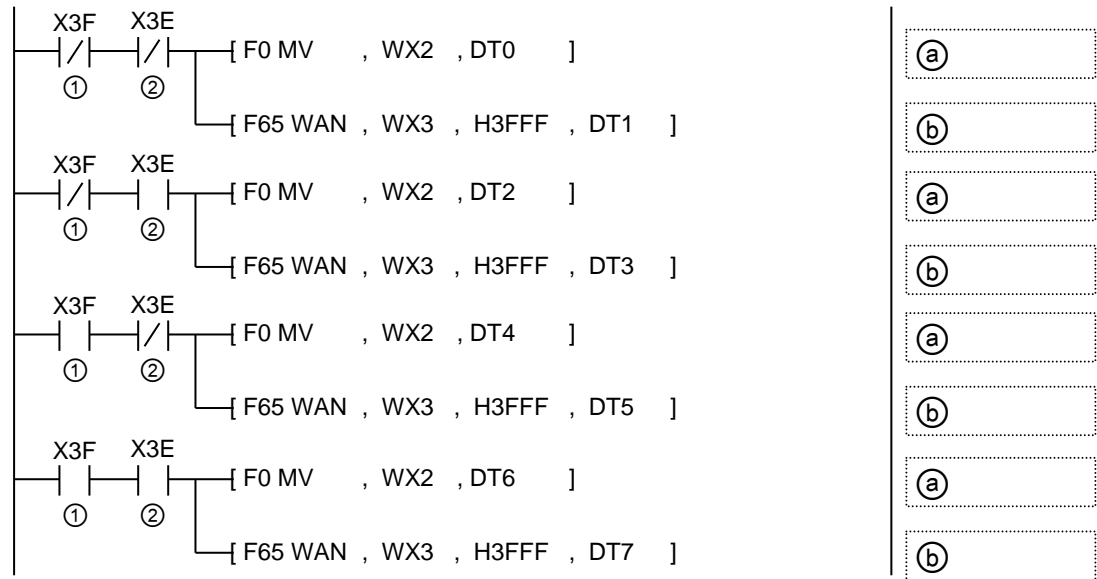 X3F X3E
[ F0 MV , WX2 , DT0 ] ⓐ
① ②
[ F65 WAN , WX3 , H3FFF , DT1 ] ⓑ
X3F X3E
[ F0 MV , WX2 , DT2 ] ⓐ
① ②
[ F65 WAN , WX3 , H3FFF , DT3 ] ⓑ
X3F X3E
[ F0 MV , WX2 , DT4 ] ⓐ
① ②
[ F65 WAN , WX3 , H3FFF , DT5 ] ⓑ
X3F X3E
[ F0 MV , WX2 , DT6 ] ⓐ
① ②
[ F65 WAN , WX3 , H3FFF , DT7 ] ⓑ